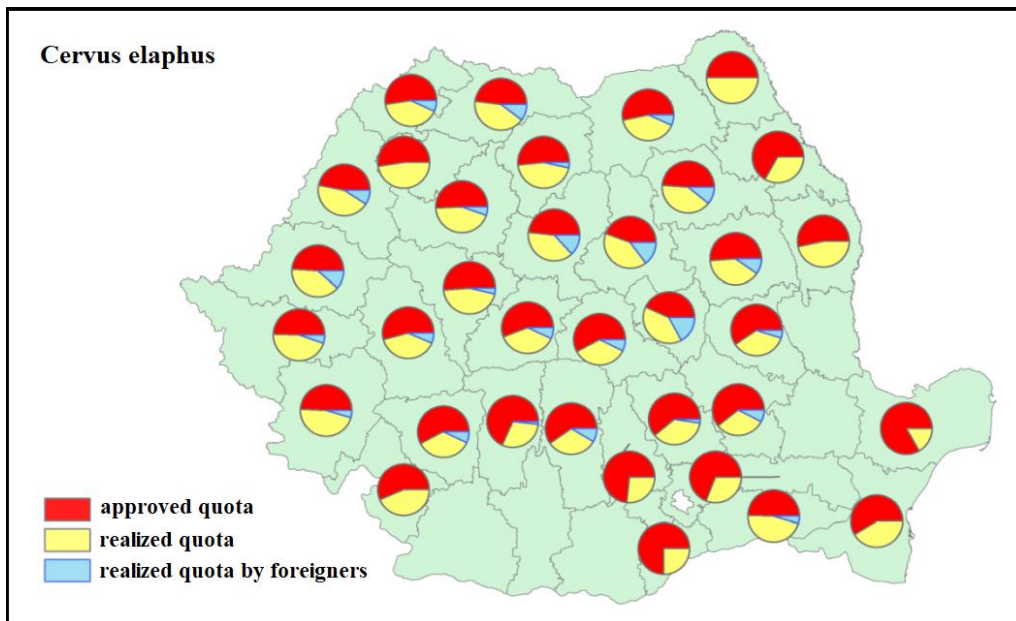 Cervus elaphus
approved quota
realized quota
realized quota by foreigners